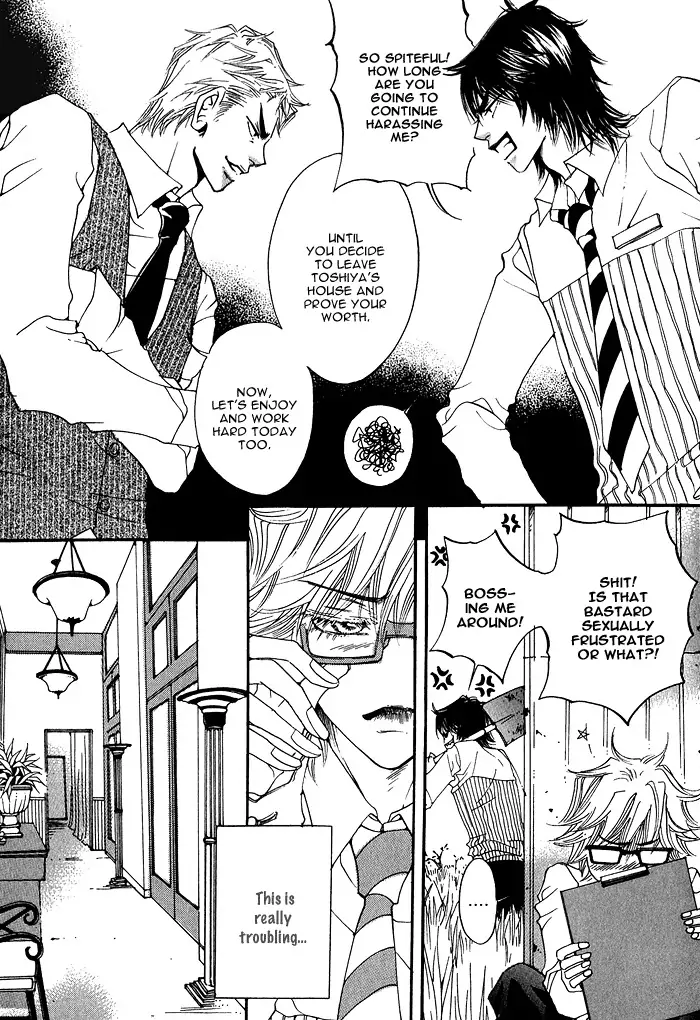 SO SPITEFUL!
HOW LONG
ARE YOU
GOING TO
CONTINUE
HARASSING
ME?
UNTIL
YOU DECIDE
TO LEAVE
TOSHIYA'S
HOUSE AND
PROVE YOUR
WORTH.
NOW,
LET'S ENJOY
AND WORK
HARD TODAY
TOO.
SHIT!
IS THAT
BASTARD
SEXUALLY
FRUSTRATED
OR WHAT?!
BOSS-
ING ME
AROUND!
....
This is
really
troubling...